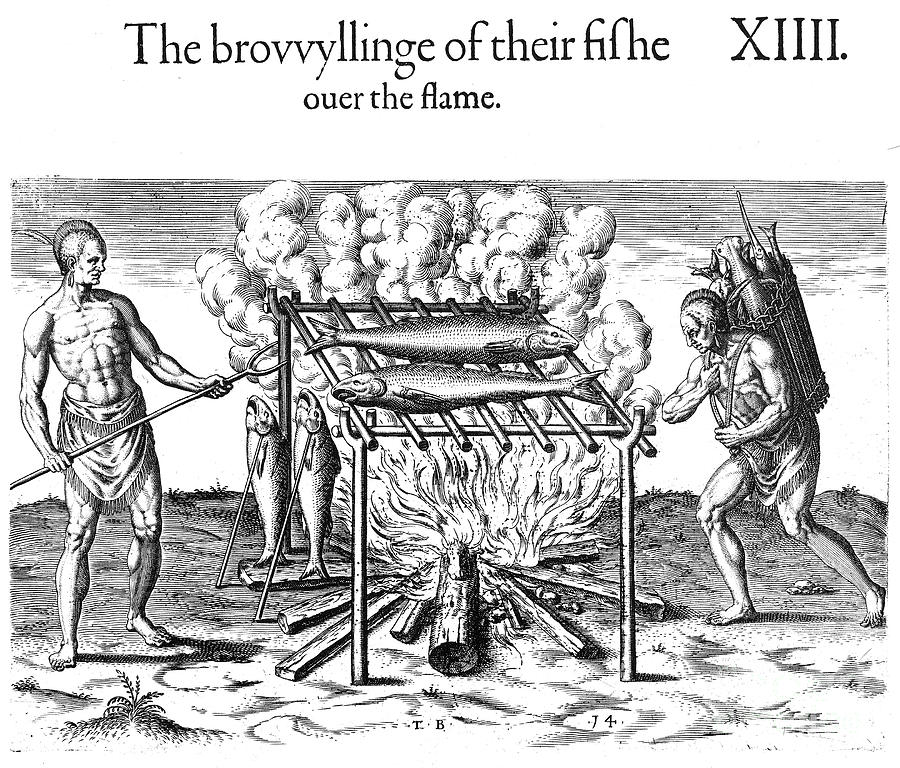 The brovvyllinge of their fiſhe XIIII.
ouer the flame.
·T· B ·14·